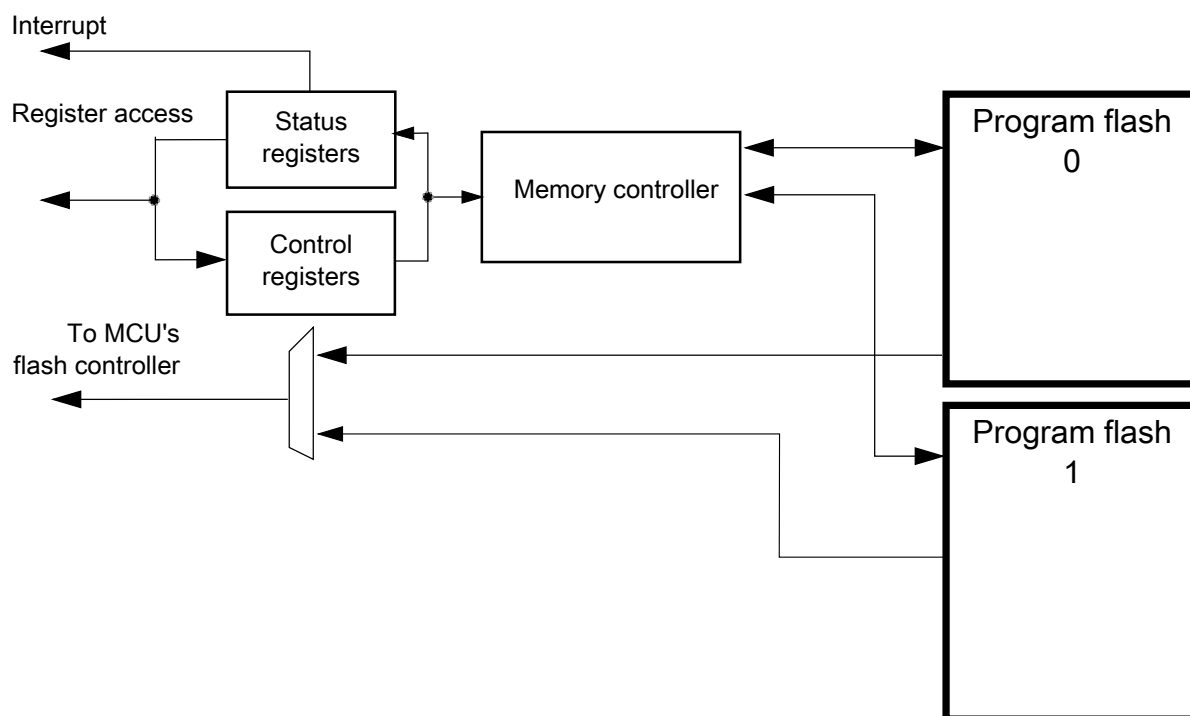 Interrupt
Register access
Status
registers
Control
registers
Memory controller
Program flash
0
To MCU's
flash controller
Program flash
1